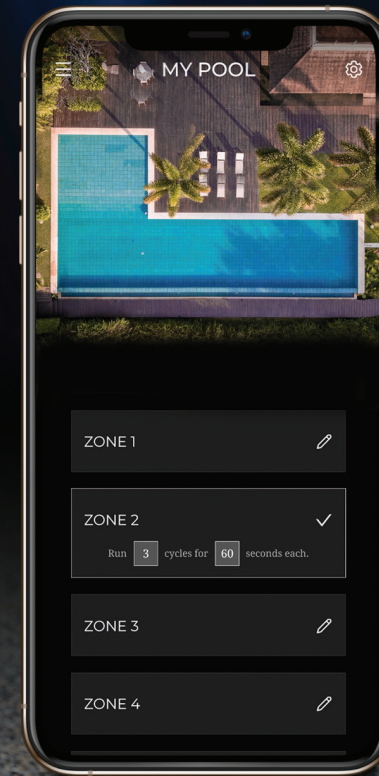 MY POOL
ZONE 1
ZONE 2
Run 3 cycles for 60 seconds each.
ZONE 3
ZONE 4